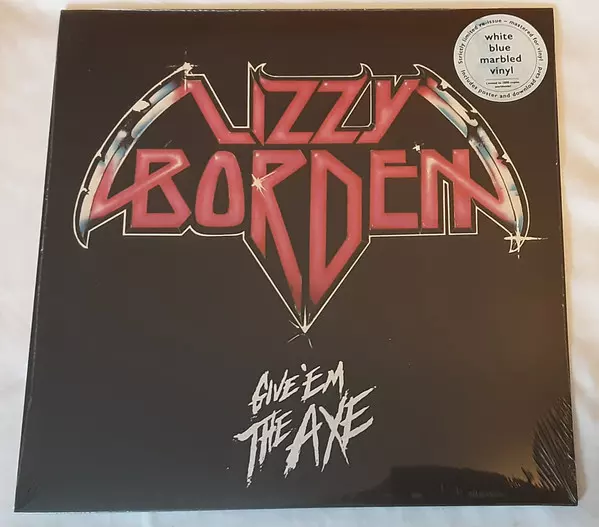 LIZZY
BORDEN
GIVE 'EM
THE AXE
Strictly limited reissue – mastered for vinyl
white
blue
marbled
vinyl
Includes poster and download card